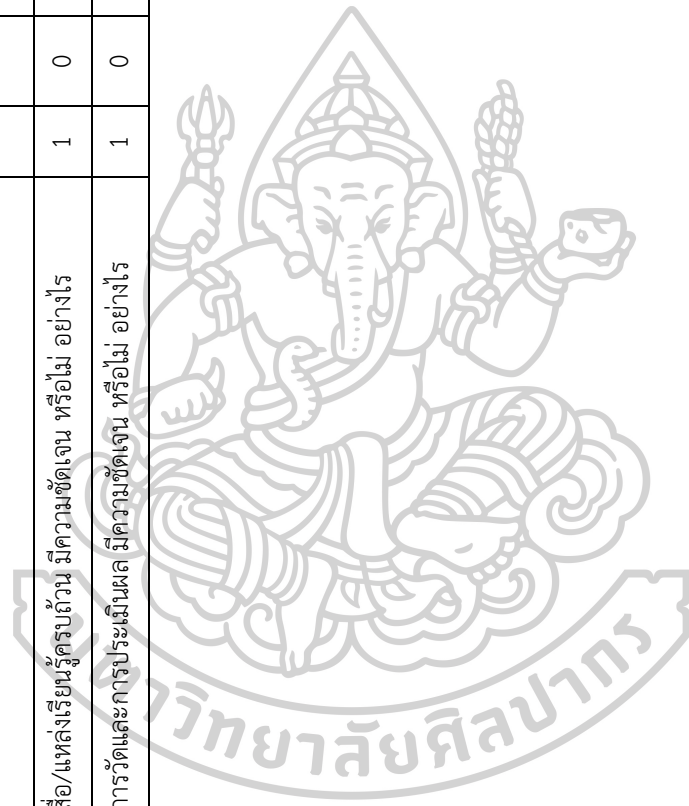 สื่อ/แหล่งเรียนรู้ครบถ้วน มีความชัดเจน หรือไม่ อย่างไร 1 0
การวัดและการประเมินผล มีความชัดเจน หรือไม่ อย่างไร 1 0
มหาวิทยาลัยศิลปากร